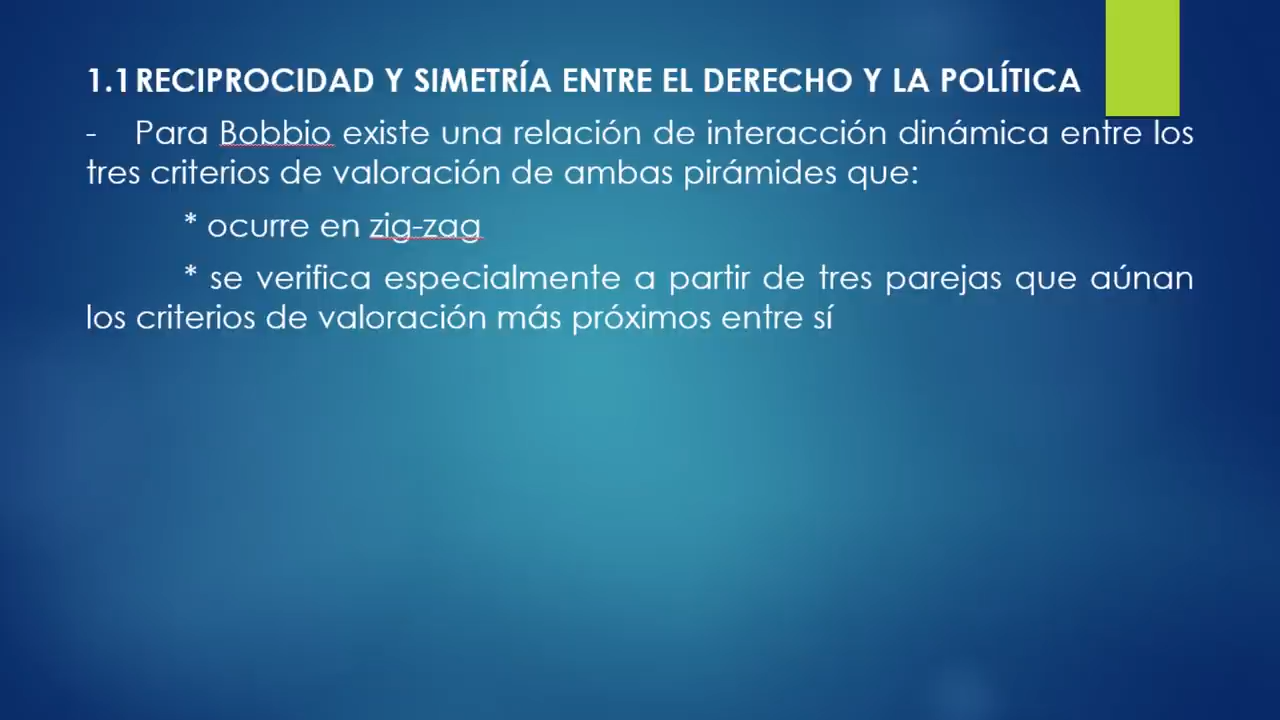 1.1 RECIPROCIDAD Y SIMETRÍA ENTRE EL DERECHO Y LA POLÍTICA
- Para Bobbio existe una relación de interacción dinámica entre los
tres criterios de valoración de ambas pirámides que:
* ocurre en zig-zag
* se verifica especialmente a partir de tres parejas que aúnan
los criterios de valoración más próximos entre sí